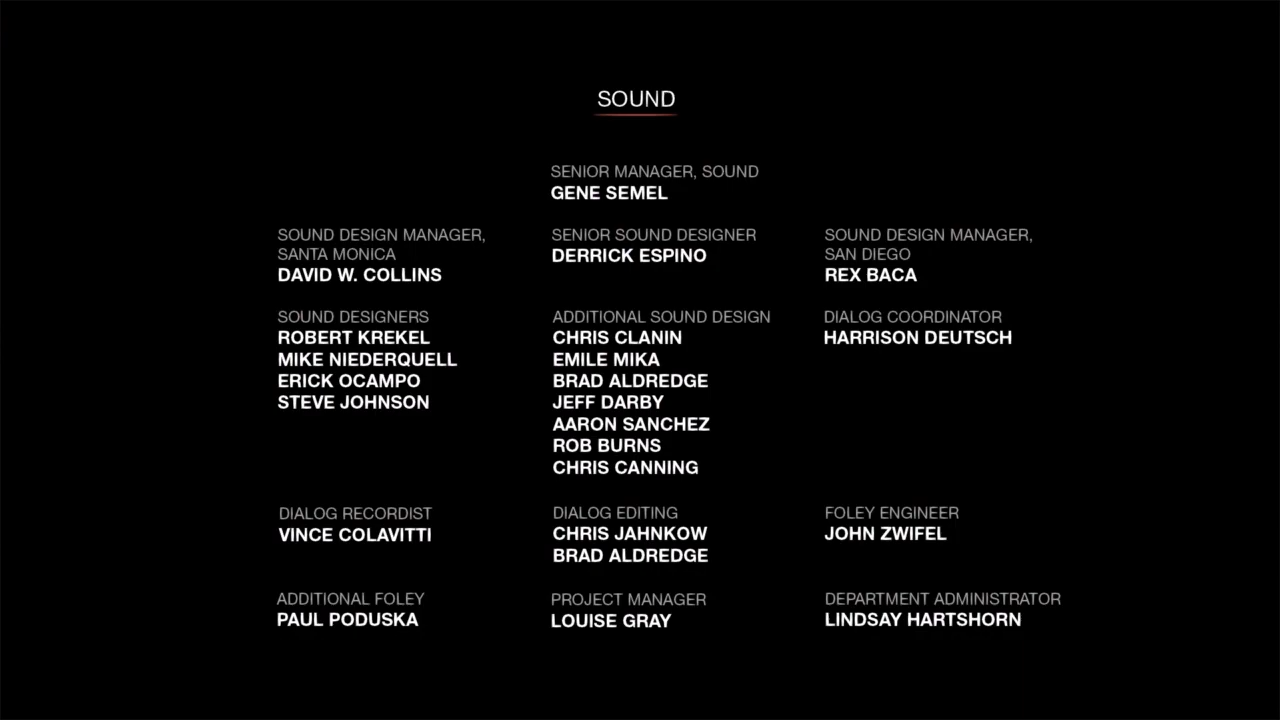 SOUND
SENIOR MANAGER, SOUND
GENE SEMEL
SOUND DESIGN MANAGER,
SANTA MONICA
DAVID W. COLLINS
SENIOR SOUND DESIGNER
DERRICK ESPINO
SOUND DESIGN MANAGER,
SAN DIEGO
REX BACA
SOUND DESIGNERS
ROBERT KREKEL
MIKE NIEDERQUELL
ERICK OCAMPO
STEVE JOHNSON
ADDITIONAL SOUND DESIGN
CHRIS CLANIN
EMILE MIKA
BRAD ALDREDGE
JEFF DARBY
AARON SANCHEZ
ROB BURNS
CHRIS CANNING
DIALOG COORDINATOR
HARRISON DEUTSCH
DIALOG RECORDIST
VINCE COLAVITTI
DIALOG EDITING
CHRIS JAHNKOW
BRAD ALDREDGE
FOLEY ENGINEER
JOHN ZWIFEL
ADDITIONAL FOLEY
PAUL PODUSKA
PROJECT MANAGER
LOUISE GRAY
DEPARTMENT ADMINISTRATOR
LINDSAY HARTSHORN